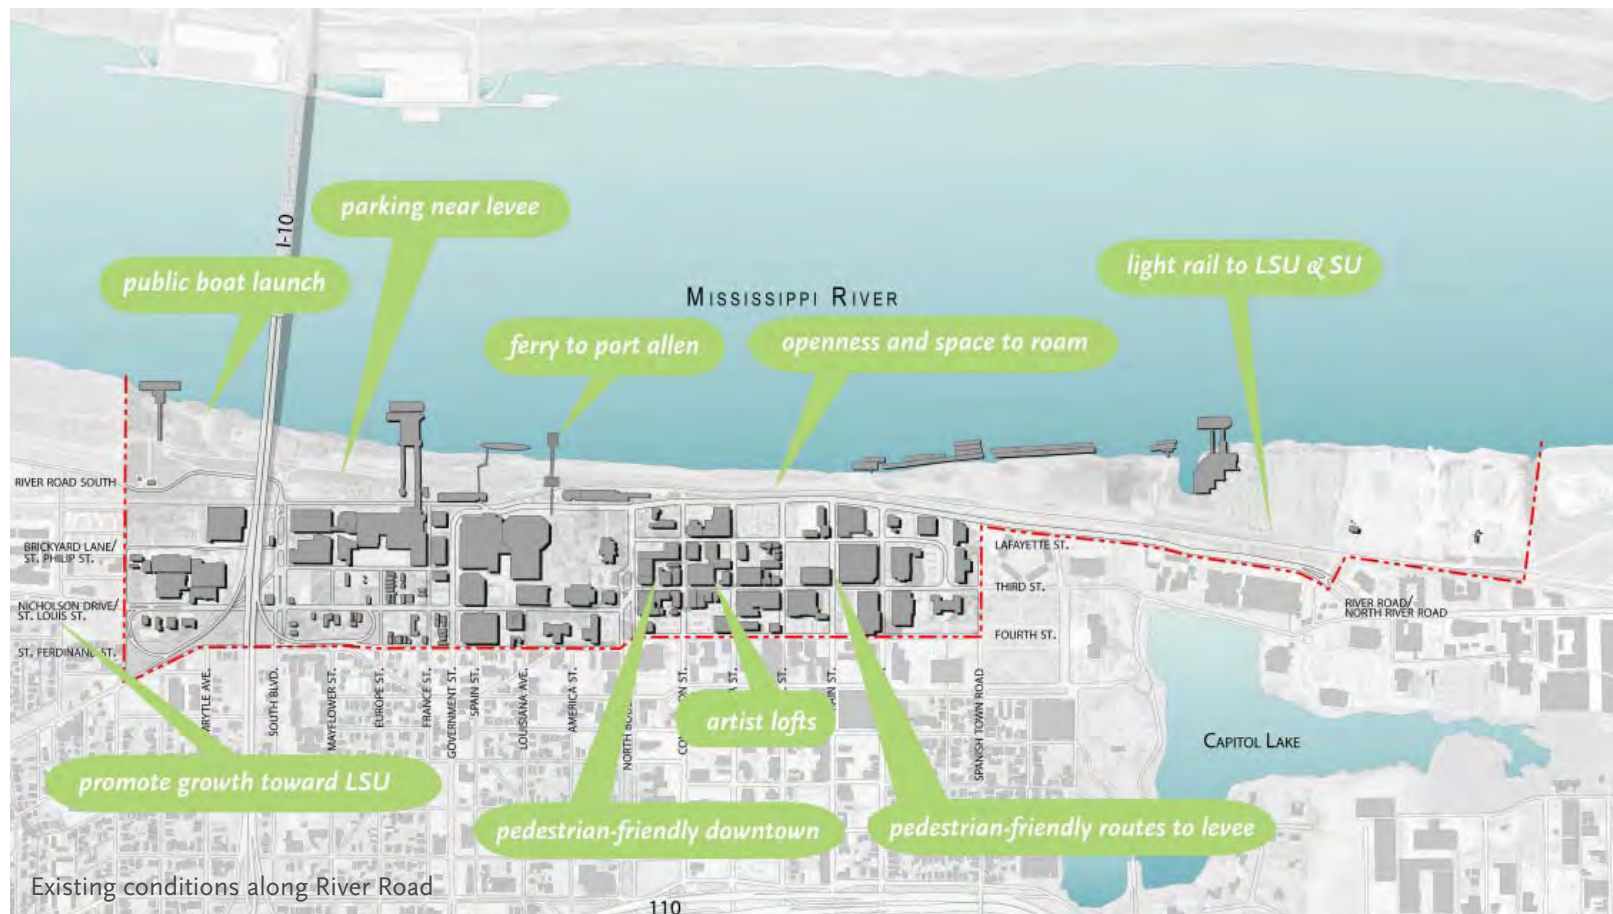 I-10
parking near levee
public boat launch
light rail to LSU & SU
MISSISSIPPI RIVER
ferry to port allen
openness and space to roam
RIVER ROAD SOUTH
BRICKYARD LANE/
ST. PHILIP ST.
NICHOLSON DRIVE/
ST. LOUIS ST.
ST. FERDINAND ST.
LAFAYETTE ST.
THIRD ST.
FOURTH ST.
RIVER ROAD/
NORTH RIVER ROAD
SOUTH BLVD.
MAYFLOWER ST.
EUROPE ST.
FRANCE ST.
GOVERNMENT ST.
SPAIN ST.
LOUISIANA AVE.
AMERICA ST.
SPANISH TOWN ROAD
artist lofts
CAPITOL LAKE
promote growth toward LSU
pedestrian-friendly downtown
pedestrian-friendly routes to levee
Existing conditions along River Road
110